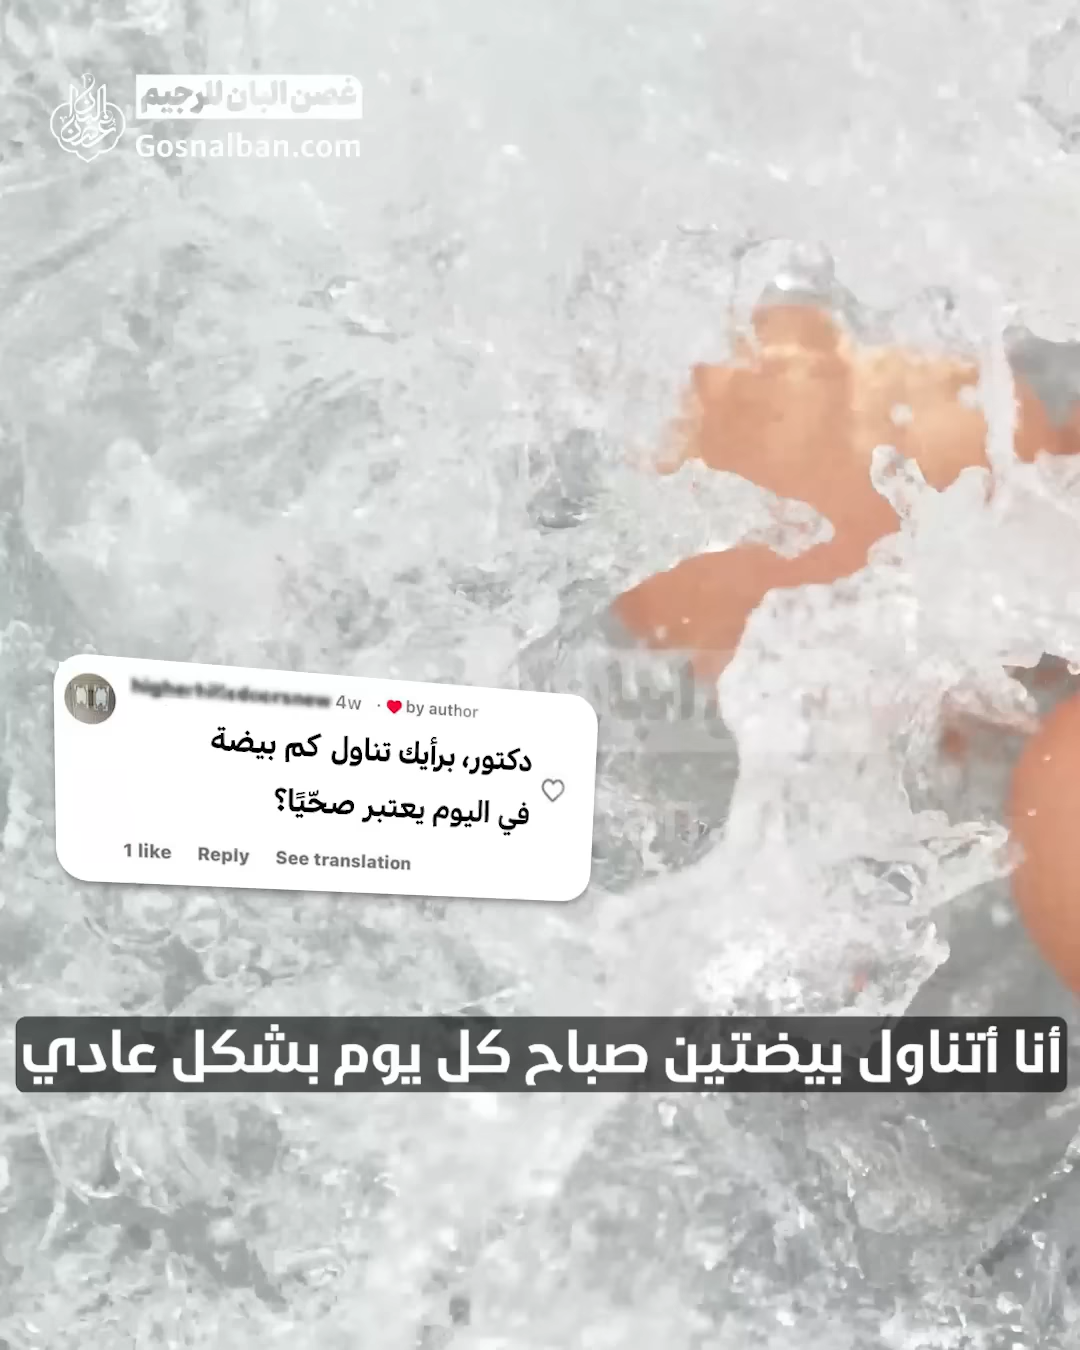 غصن البان للرجيم
Gosnalban.com
4w · by author
دكتور، برأيك تناول كم بيضة
في اليوم يعتبر صحّيًا؟
1 like Reply See translation
أنا أتناول بيضتين صباح كل يوم بشكل عادي